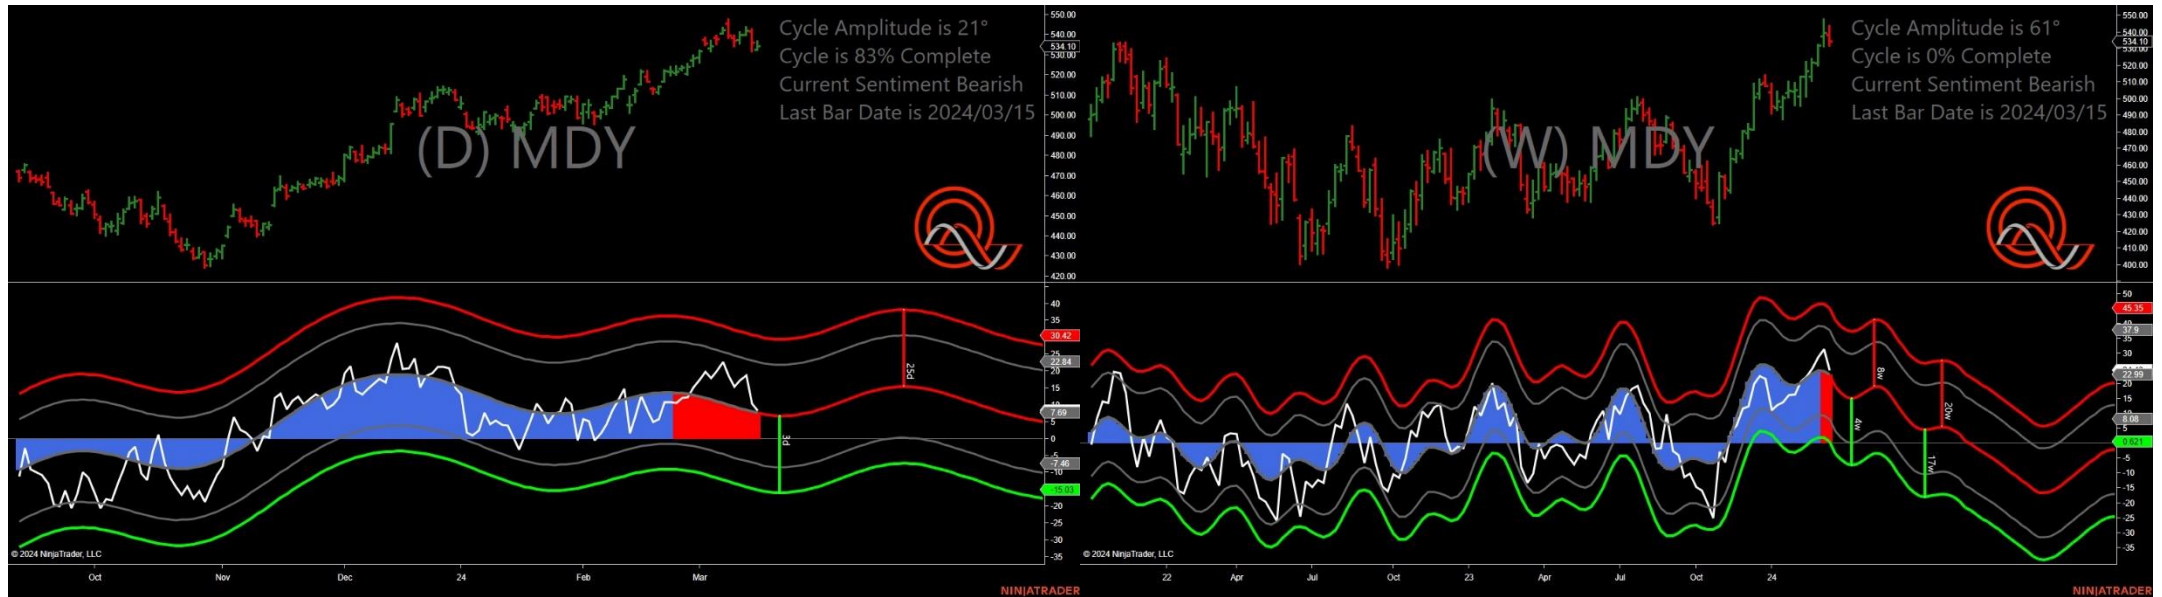 Cycle Amplitude is 21°
Cycle is 83% Complete
Current Sentiment Bearish
Last Bar Date is 2024/03/15
(D) MDY
550.00
540.00
534.10
530.00
520.00
510.00
500.00
490.00
480.00
470.00
460.00
450.00
440.00
430.00
420.00
40
35
30.42
25
22.84
20
15
10
7.69
5
0
-5
-7.46
-10
-15.03
-20
-25
-30
-35
25d
3d
© 2024 NinjaTrader, LLC
Oct
Nov
Dec
24
Feb
Mar
NINJATRADER
Cycle Amplitude is 61°
Cycle is 0% Complete
Current Sentiment Bearish
Last Bar Date is 2024/03/15
(W) MDY
550.00
540.00
534.10
530.00
520.00
510.00
500.00
490.00
480.00
470.00
460.00
450.00
440.00
430.00
420.00
410.00
400.00
50
45.35
40
37.9
35
30
22.99
20
15
8.08
5
0.621
-5
-10
-15
-20
-25
-30
-35
8w
4w
20w
17w
© 2024 NinjaTrader, LLC
22
Apr
Jul
Oct
23
Apr
Jul
Oct
24
NINJATRADER